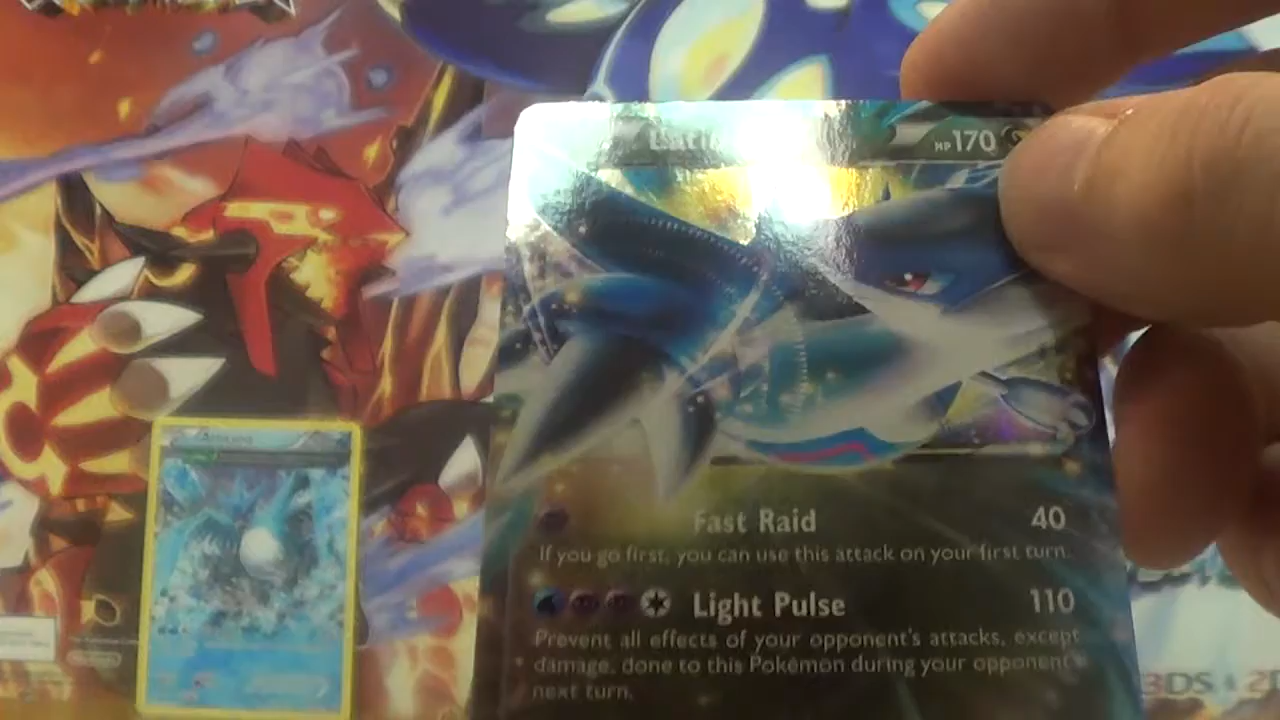 HP170
Fast Raid 40
If you go first, you can use this attack on your first turn.
Light Pulse 110
Prevent all effects of your opponent's attacks, except
damage, done to this Pokémon during your opponent's
next turn.
3DS 2D